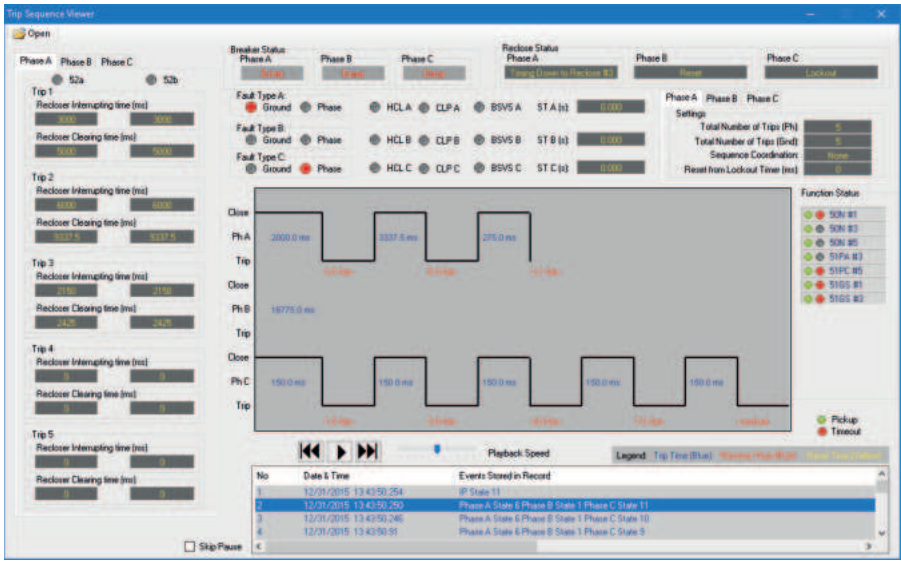 Trip Sequence Viewer
Open
Phase A Phase B Phase C
52a 52b
Trip 1
Recloser Interrupting time (ms)
3000 3000
Recloser Clearing time (ms)
5000 5000
Trip 2
Recloser Interrupting time (ms)
6000 6000
Recloser Clearing time (ms)
9337.5 9337.5
Trip 3
Recloser Interrupting time (ms)
2150 2150
Recloser Clearing time (ms)
2425 2425
Trip 4
Recloser Interrupting time (ms)
0 0
Recloser Clearing time (ms)
0 0
Trip 5
Recloser Interrupting time (ms)
0 0
Recloser Clearing time (ms)
0 0
Breaker Status
Phase A Phase B Phase C
Reclose Status
Phase A Phase B Phase C
Timing Down to Reclose #3 Reset Lockout
Fault Type A:
Ground Phase HCL A CLP A BSVS A ST A (s): 0.000
Fault Type B:
Ground Phase HCL B CLP B BSVS B ST B (s): 0.000
Fault Type C:
Ground Phase HCL C CLP C BSVS C ST C (s): 0.000
Phase A Phase B Phase C
Settings
Total Number of Trips (Ph) 5
Total Number of Trips (Gnd) 5
Sequence Coordination: None
Reset from Lockout Timer (ms) 0
Function Status
50N #1
50N #3
50N #5
51PA #3
51PC #5
51GS #1
51GS #3
Pickup
Timeout
Close
Ph A 2000.0 ms 3337.5 ms 275.0 ms
Trip
Close
Ph B 18775.0 ms
Trip
Close
Ph C 150.0 ms 150.0 ms 150.0 ms 150.0 ms 150.0 ms
Trip
Playback Speed
Legend: Trip Time (Blue)
No Date & Time Events Stored in Record
1 12/31/2015 13:43:50.254 IP State 11
2 12/31/2015 13:43:50.250 Phase A State 6 Phase B State 1 Phase C State 11
3 12/31/2015 13:43:50.246 Phase A State 6 Phase B State 1 Phase C State 10
4 12/31/2015 13:43:50.91 Phase A State 6 Phase B State 1 Phase C State 9
Skip Pause